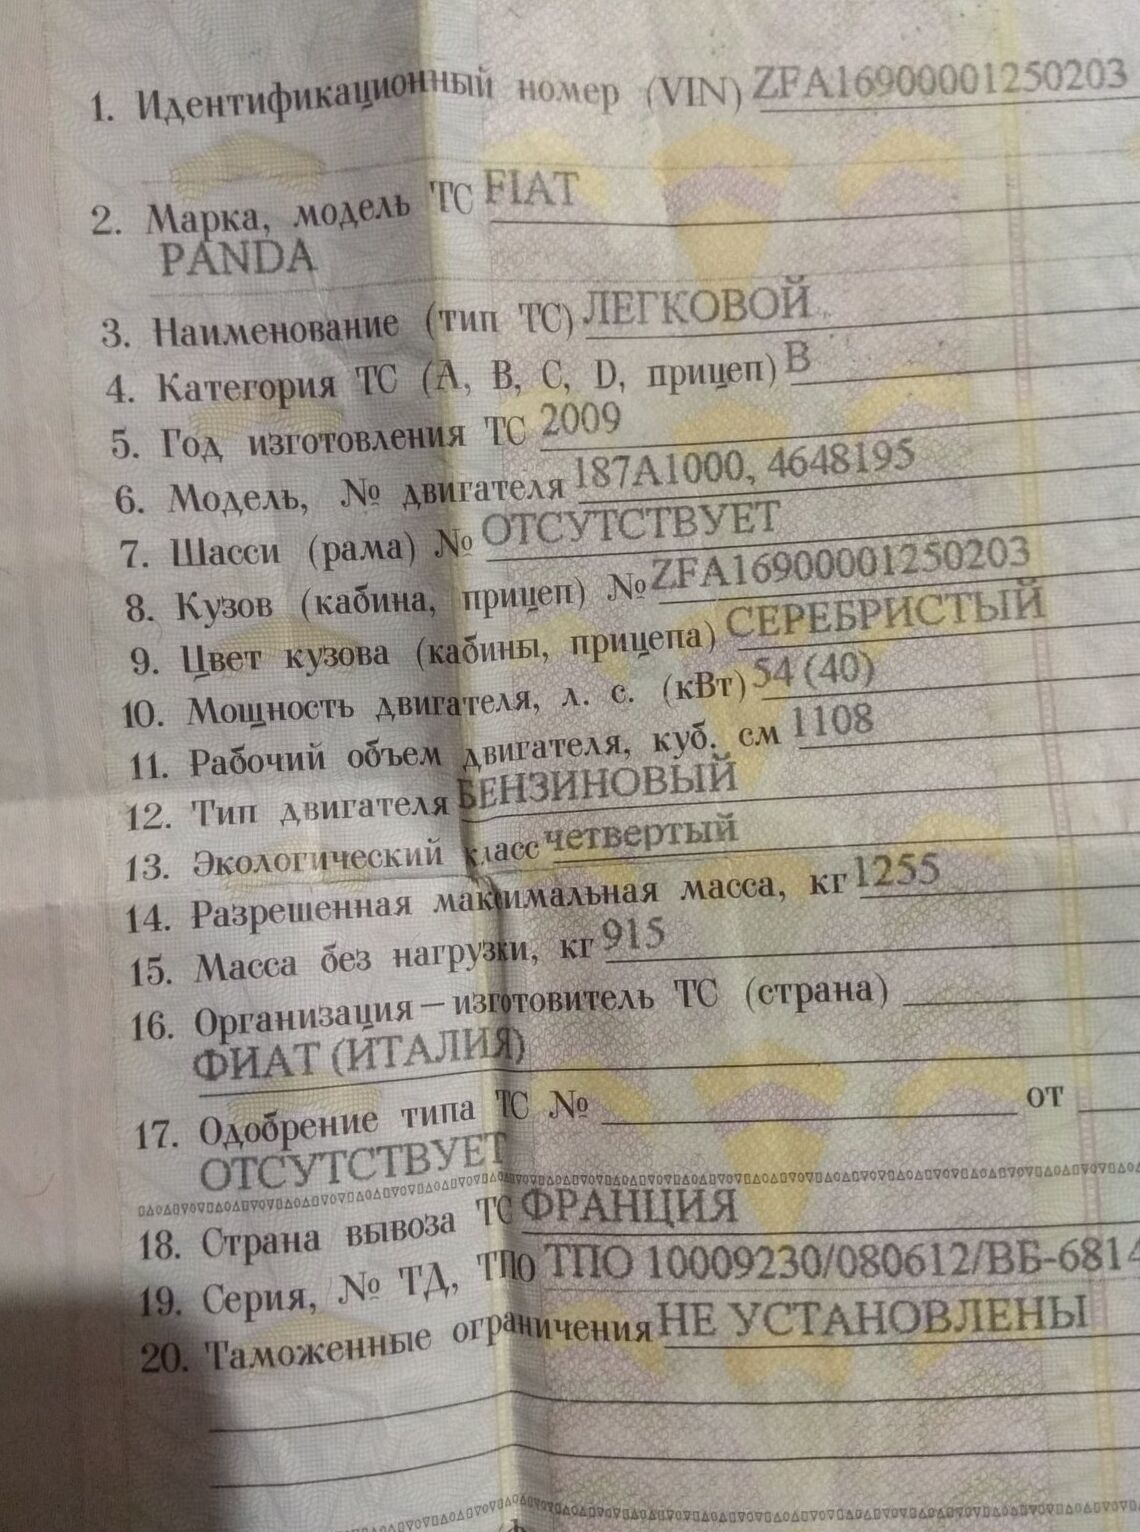 1. Идентификационный номер (VIN) ZFA16900001250203
2. Марка, модель ТС FIAT
PANDA
3. Наименование (тип ТС) ЛЕГКОВОЙ
4. Категория ТС (A, B, C, D, прицеп) B
5. Год изготовления ТС 2009
6. Модель, № двигателя 187A1000, 4648195
7. Шасси (рама) № ОТСУТСТВУЕТ
8. Кузов (кабина, прицеп) № ZFA16900001250203
9. Цвет кузова (кабины, прицепа) СЕРЕБРИСТЫЙ
10. Мощность двигателя, л. с. (кВт) 54 (40)
11. Рабочий объем двигателя, куб. см 1108
12. Тип двигателя БЕНЗИНОВЫЙ
13. Экологический класс четвертый
14. Разрешенная максимальная масса, кг 1255
15. Масса без нагрузки, кг 915
16. Организация – изготовитель ТС (страна)
ФИАТ (ИТАЛИЯ)
17. Одобрение типа ТС № от
ОТСУТСТВУЕТ
18. Страна вывоза ТС ФРАНЦИЯ
19. Серия, № ТД, ТПО ТПО 10009230/080612/ВБ-6814
20. Таможенные ограничения НЕ УСТАНОВЛЕНЫ